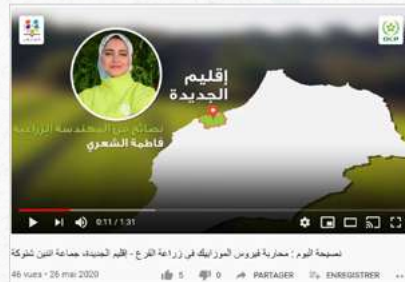 OCP
إقليم
الجديدة
نصائح من المهندسة الزراعية
فاطمة الشعري
0:11 / 1:31
نصيحة اليوم : محاربة فيروس الموزاييك في زراعة القرع - إقليم الجديدة، جماعة اثنين شتوكة
46 vues • 26 mai 2020
5
0
PARTAGER
ENREGISTRER